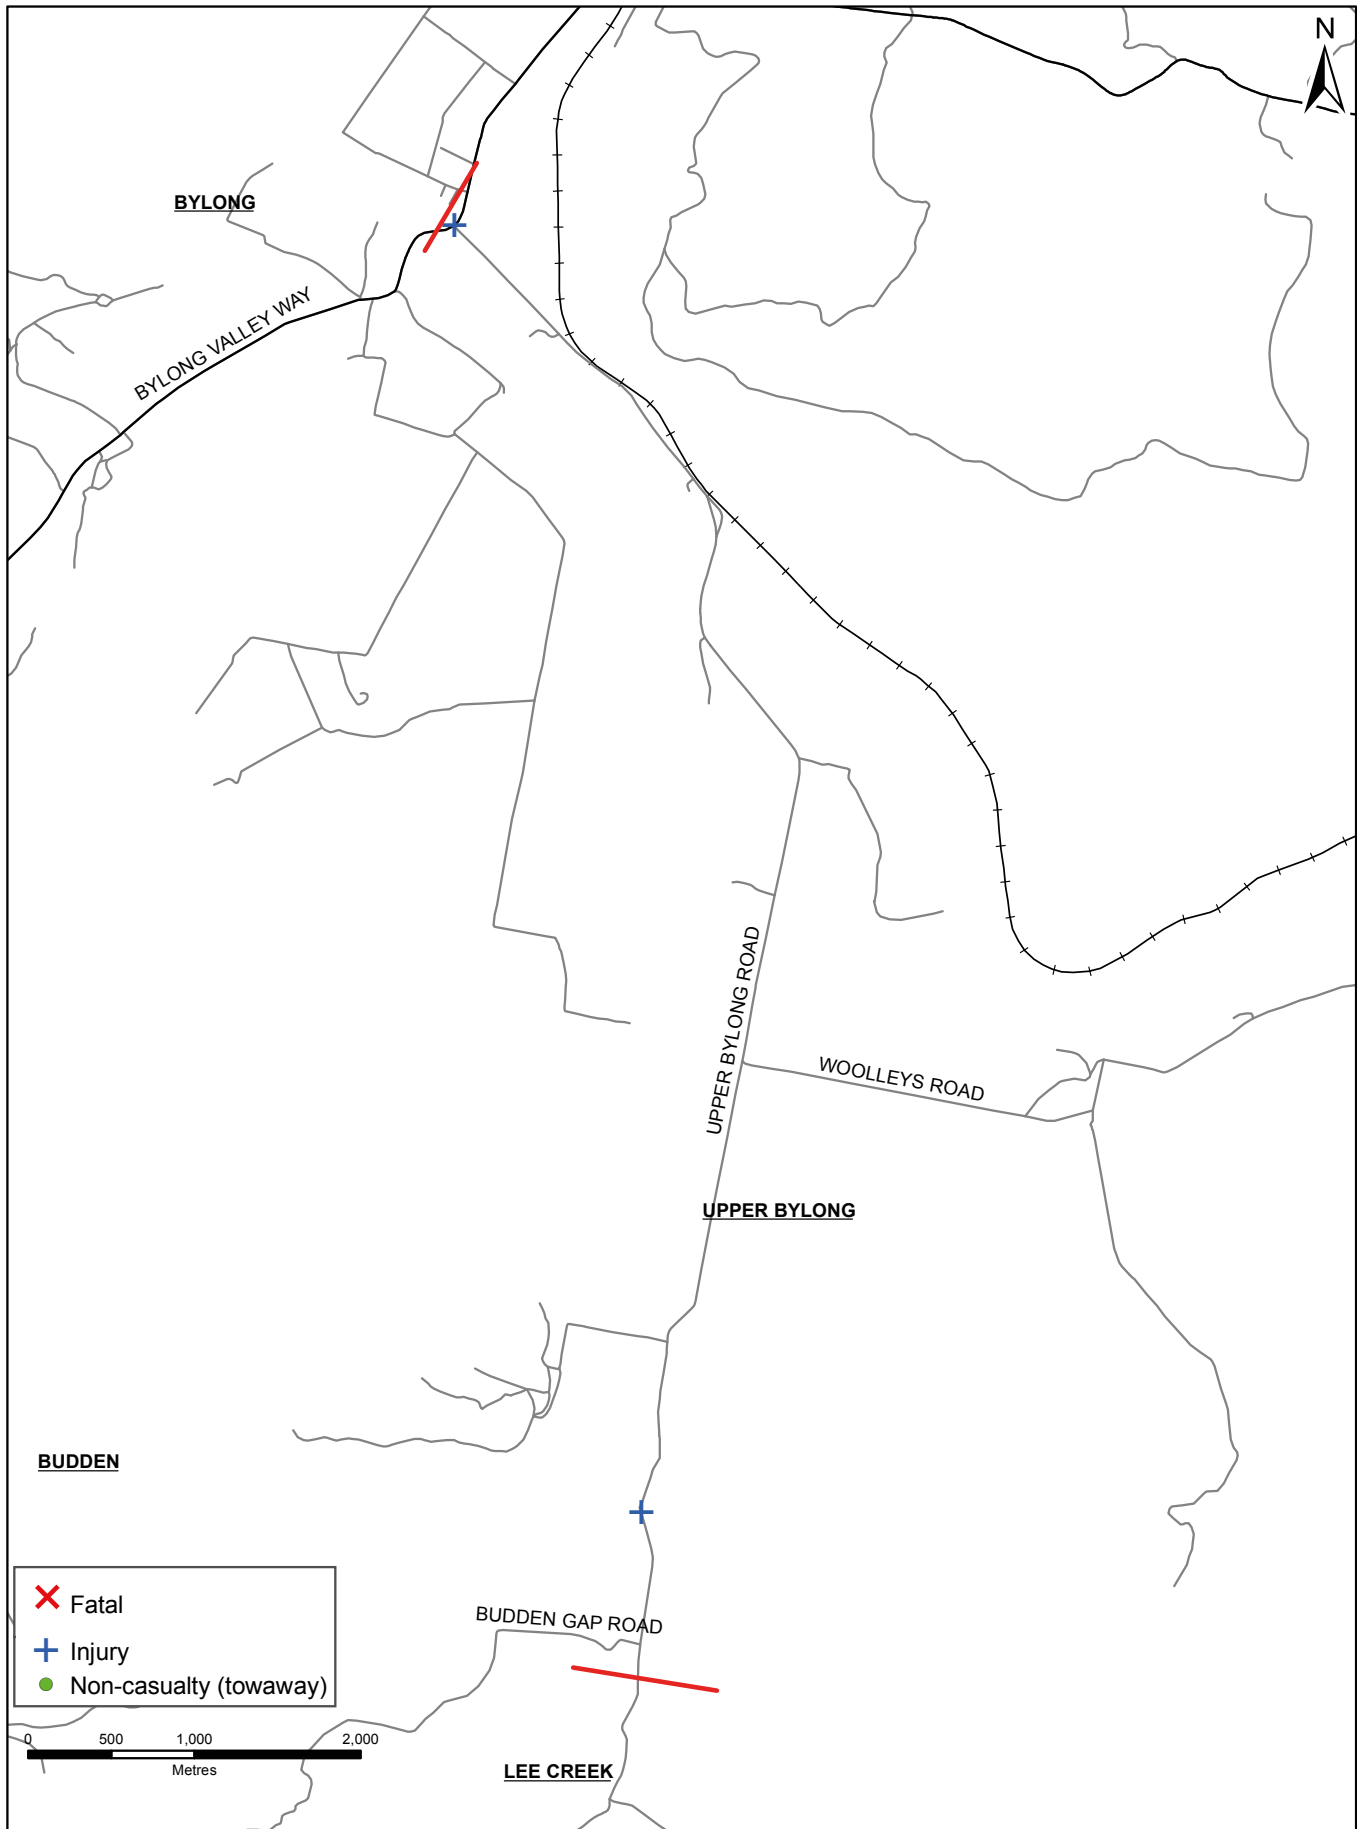 N
BYLONG
BYLONG VALLEY WAY
UPPER BYLONG ROAD
WOOLLEYS ROAD
UPPER BYLONG
BUDDEN
Fatal
Injury
Non-casualty (towaway)
BUDDEN GAP ROAD
0 500 1,000 2,000
Metres
LEE CREEK